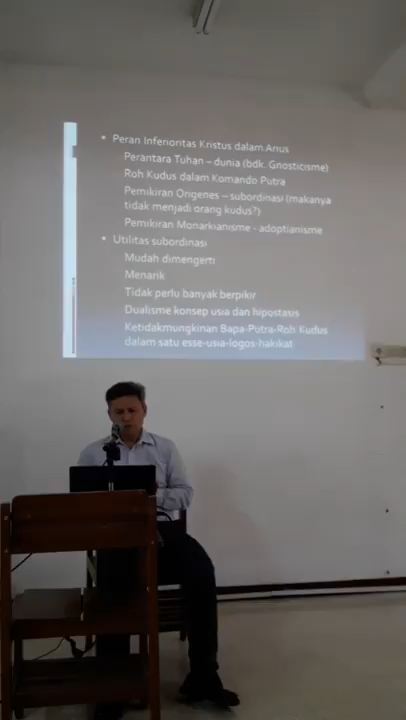 Peran Inferioritas Kristus dalam Arius
Perantara Tuhan – dunia (bdk. Gnosticisme)
Roh Kudus dalam Komando Putra
Pemikiran Origenes – subordinasi (makanya
tidak menjadi orang kudus?)
Pemikiran Monarkianisme - adoptianisme
Utilitas subordinasi
Mudah dimengerti
Menarik
Tidak perlu banyak berpikir
Dualisme konsep usia dan hipostasis
Ketidakmungkinan Bapa-Putra-Roh Kudus
dalam satu esse-usia-logos-hakikat